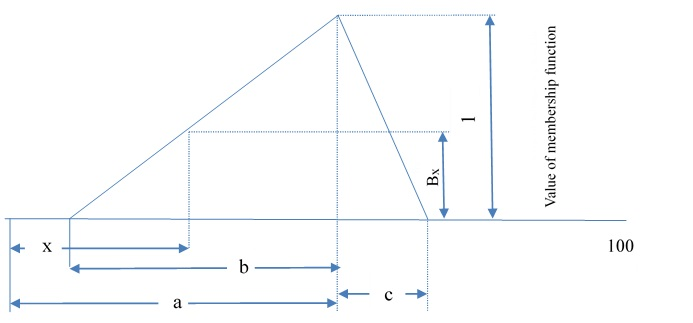 1
Value of membership function
Bx
x
100
b
c
a